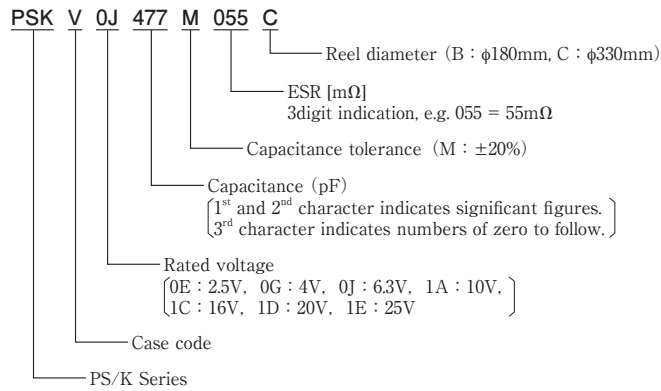 PSK V 0J 477 M 055 C
Reel diameter (B : φ180mm, C : φ330mm)
ESR [mΩ]
3digit indication, e.g. 055 = 55mΩ
Capacitance tolerance (M : ±20%)
Capacitance (pF)
1st and 2nd character indicates significant figures.
3rd character indicates numbers of zero to follow.
Rated voltage
0E : 2.5V, 0G : 4V, 0J : 6.3V, 1A : 10V,
1C : 16V, 1D : 20V, 1E : 25V
Case code
PS/K Series